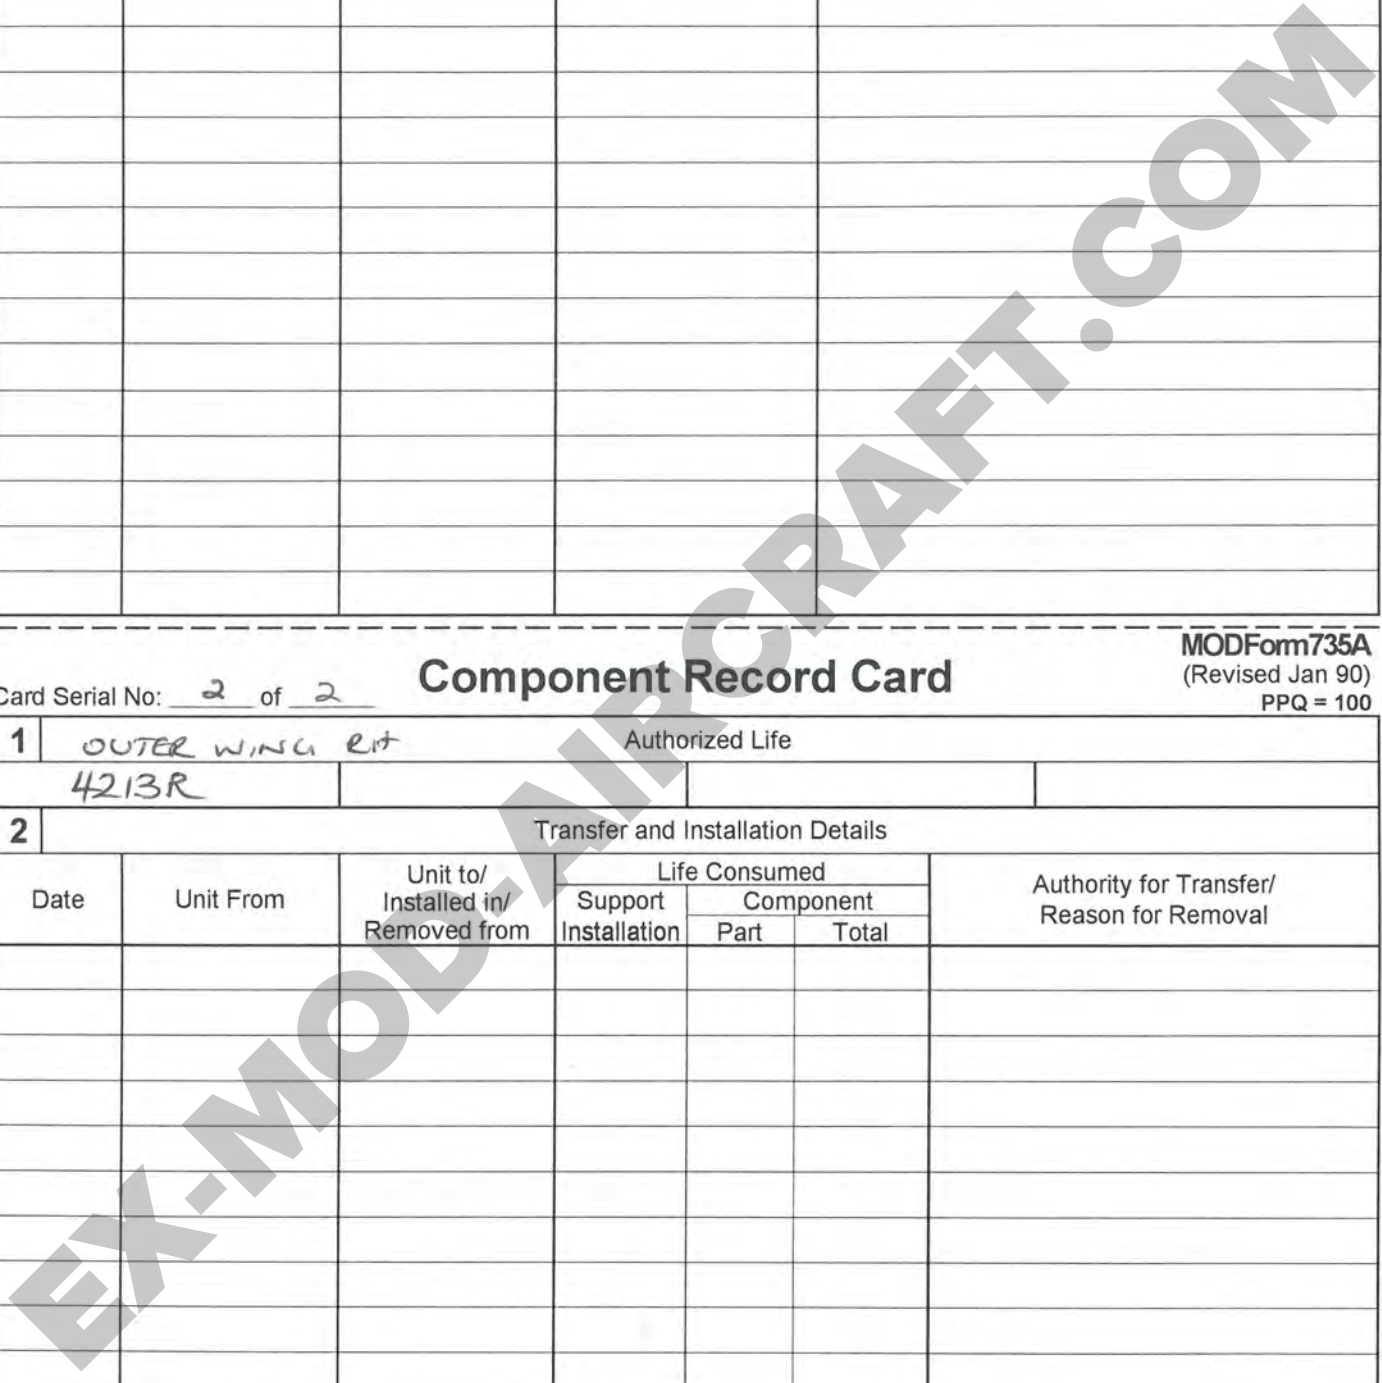 MODForm735A
(Revised Jan 90)
PPQ = 100
Card Serial No: 2 of 2
Component Record Card
1 OUTER WING RH Authorized Life
4213R
2 Transfer and Installation Details
Date
Unit From
Unit to/
Installed in/
Removed from
Life Consumed
Support
Installation
Component
Part
Total
Authority for Transfer/
Reason for Removal
EX-MOD-AIRCRAFT.COM